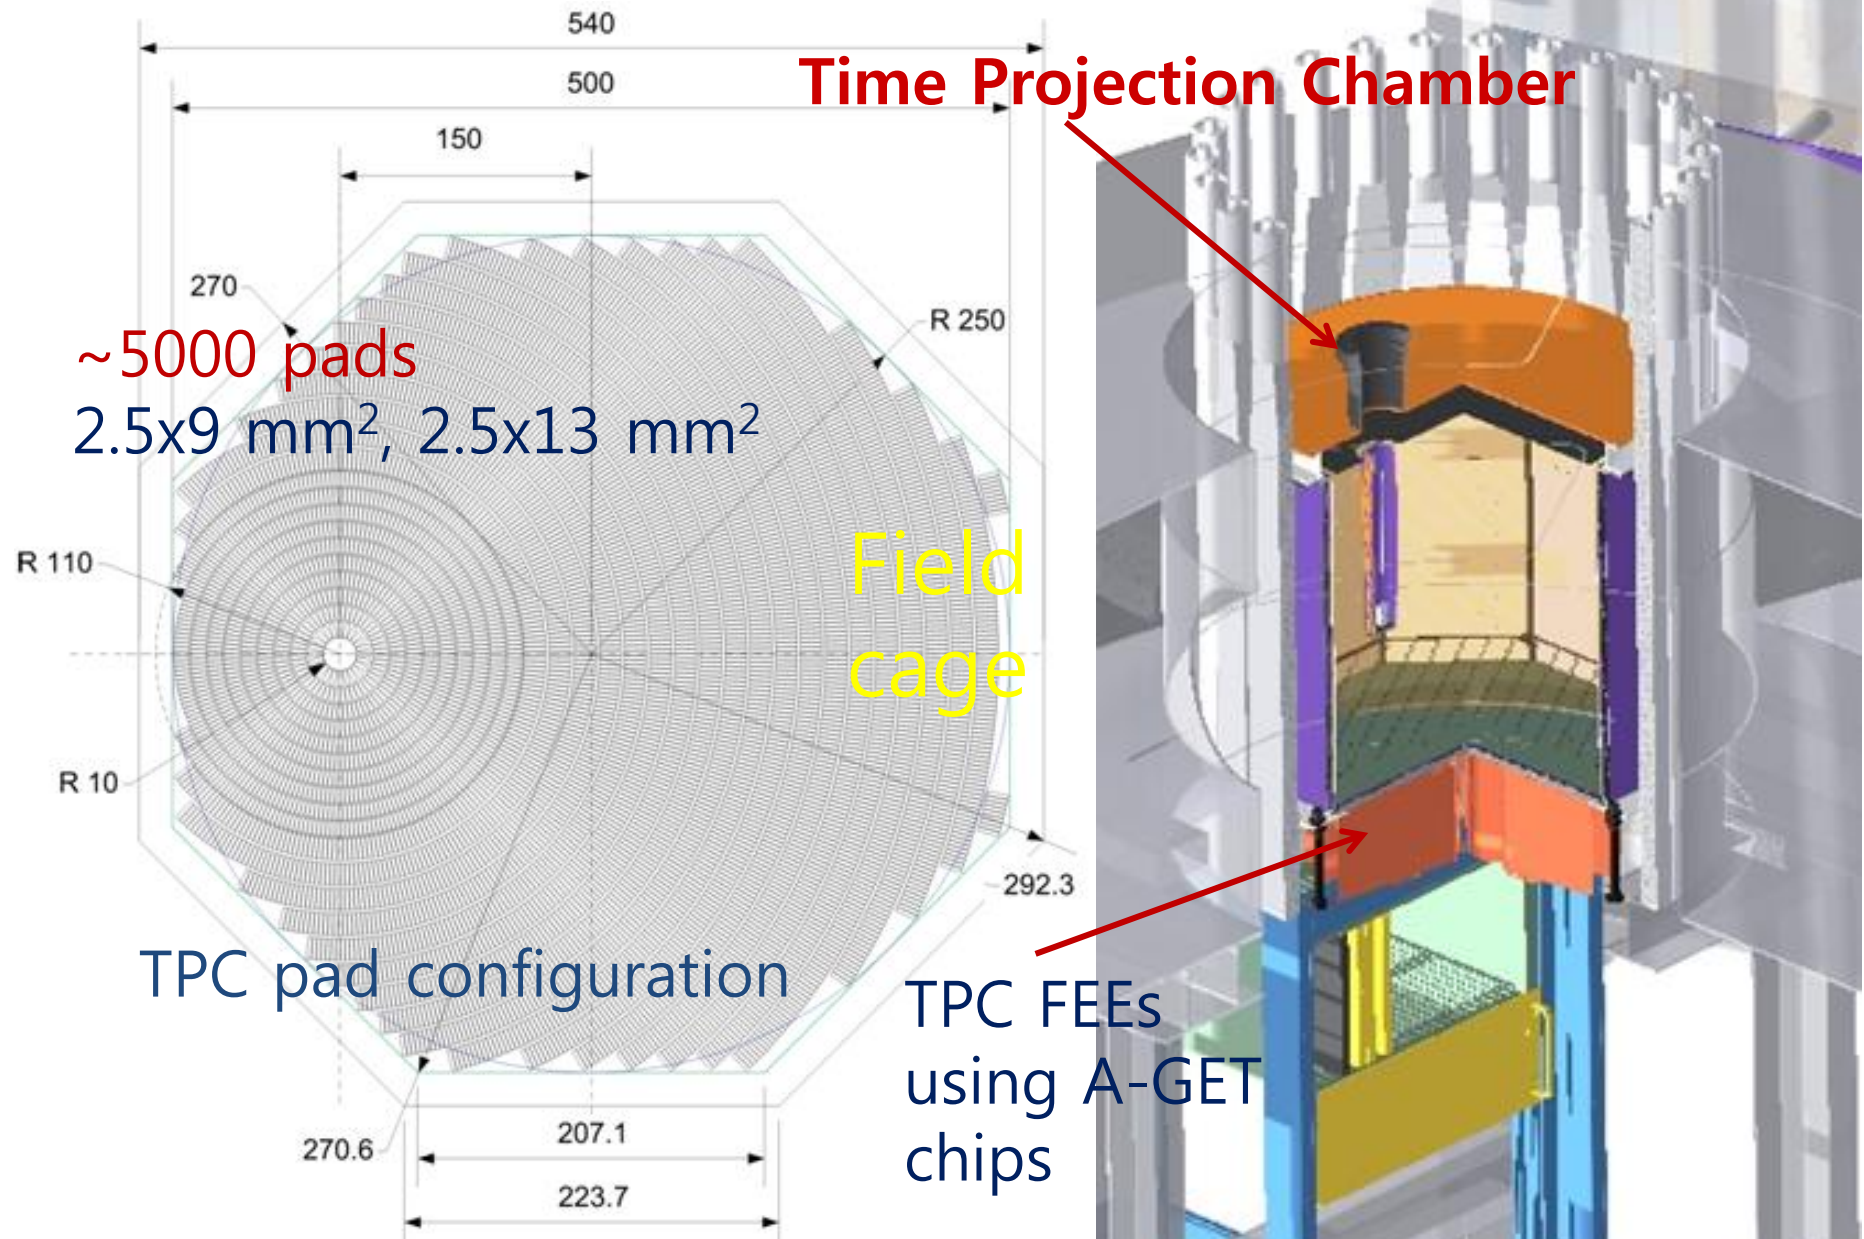 540
500
Time Projection Chamber
150
270
R 250
~5000 pads
2.5x9 mm², 2.5x13 mm²
Field
cage
R 110
R 10
292.3
TPC pad configuration
TPC FEEs
using A-GET
chips
207.1
270.6
223.7